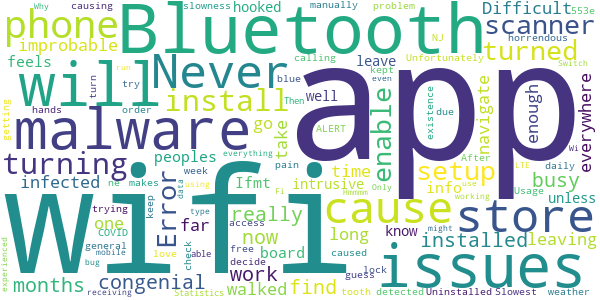 Why
causing
slowness
hooked
manually
problem
Difficult
553e
phone
Bluetooth
scanner
NJ
horrendous
improbable
calling
Unfortunately
Switch
feels
turn
try
blue
leave
kept
even
turned
will
Never
run
hands
Then
install
app
enable
navigate
enough
everywhere
getting
order
ALERT
well
existence
due
malware
go
take
After
LTE
wi
turning
peoples
pain
time
setup
daily
infected
ne
makes
week
Ifmt
intrusive
Fi
Only
info
Usage
busy
unless
wifi
Error
trying
data
using
everything
cause
store
one
really
far
now
long
know
installed
leaving
COVID
keep
type
access
months
general
able
check
free
decide
caused
might
working
use
Hmmmm
issues
mobile
bug
love
work
board
guess
lock
congenial
walked
find
tooth
detected
Uninstalled
Slowest
weather
experienced
receiving
Statistics